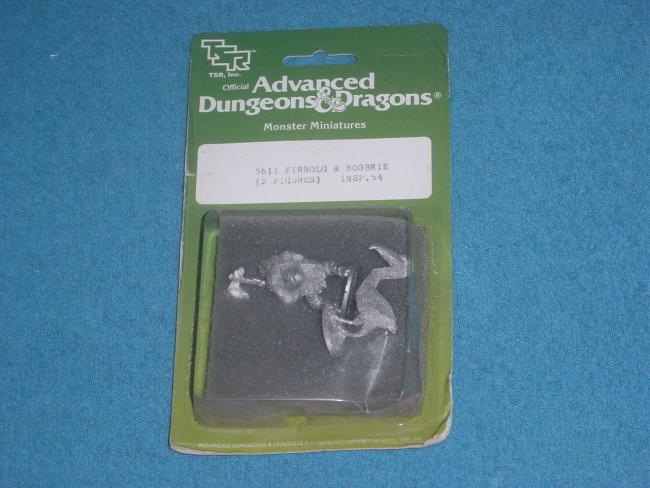 TSR™
TSR, Inc.
Official Advanced
Dungeons & Dragons®
Monster Miniatures
5611 FIRBOLG & BOOBRIE
(2 FIGURES) INSP.54
ADVANCED DUNGEONS & DRAGONS is a registered trademark owned by TSR, Inc.